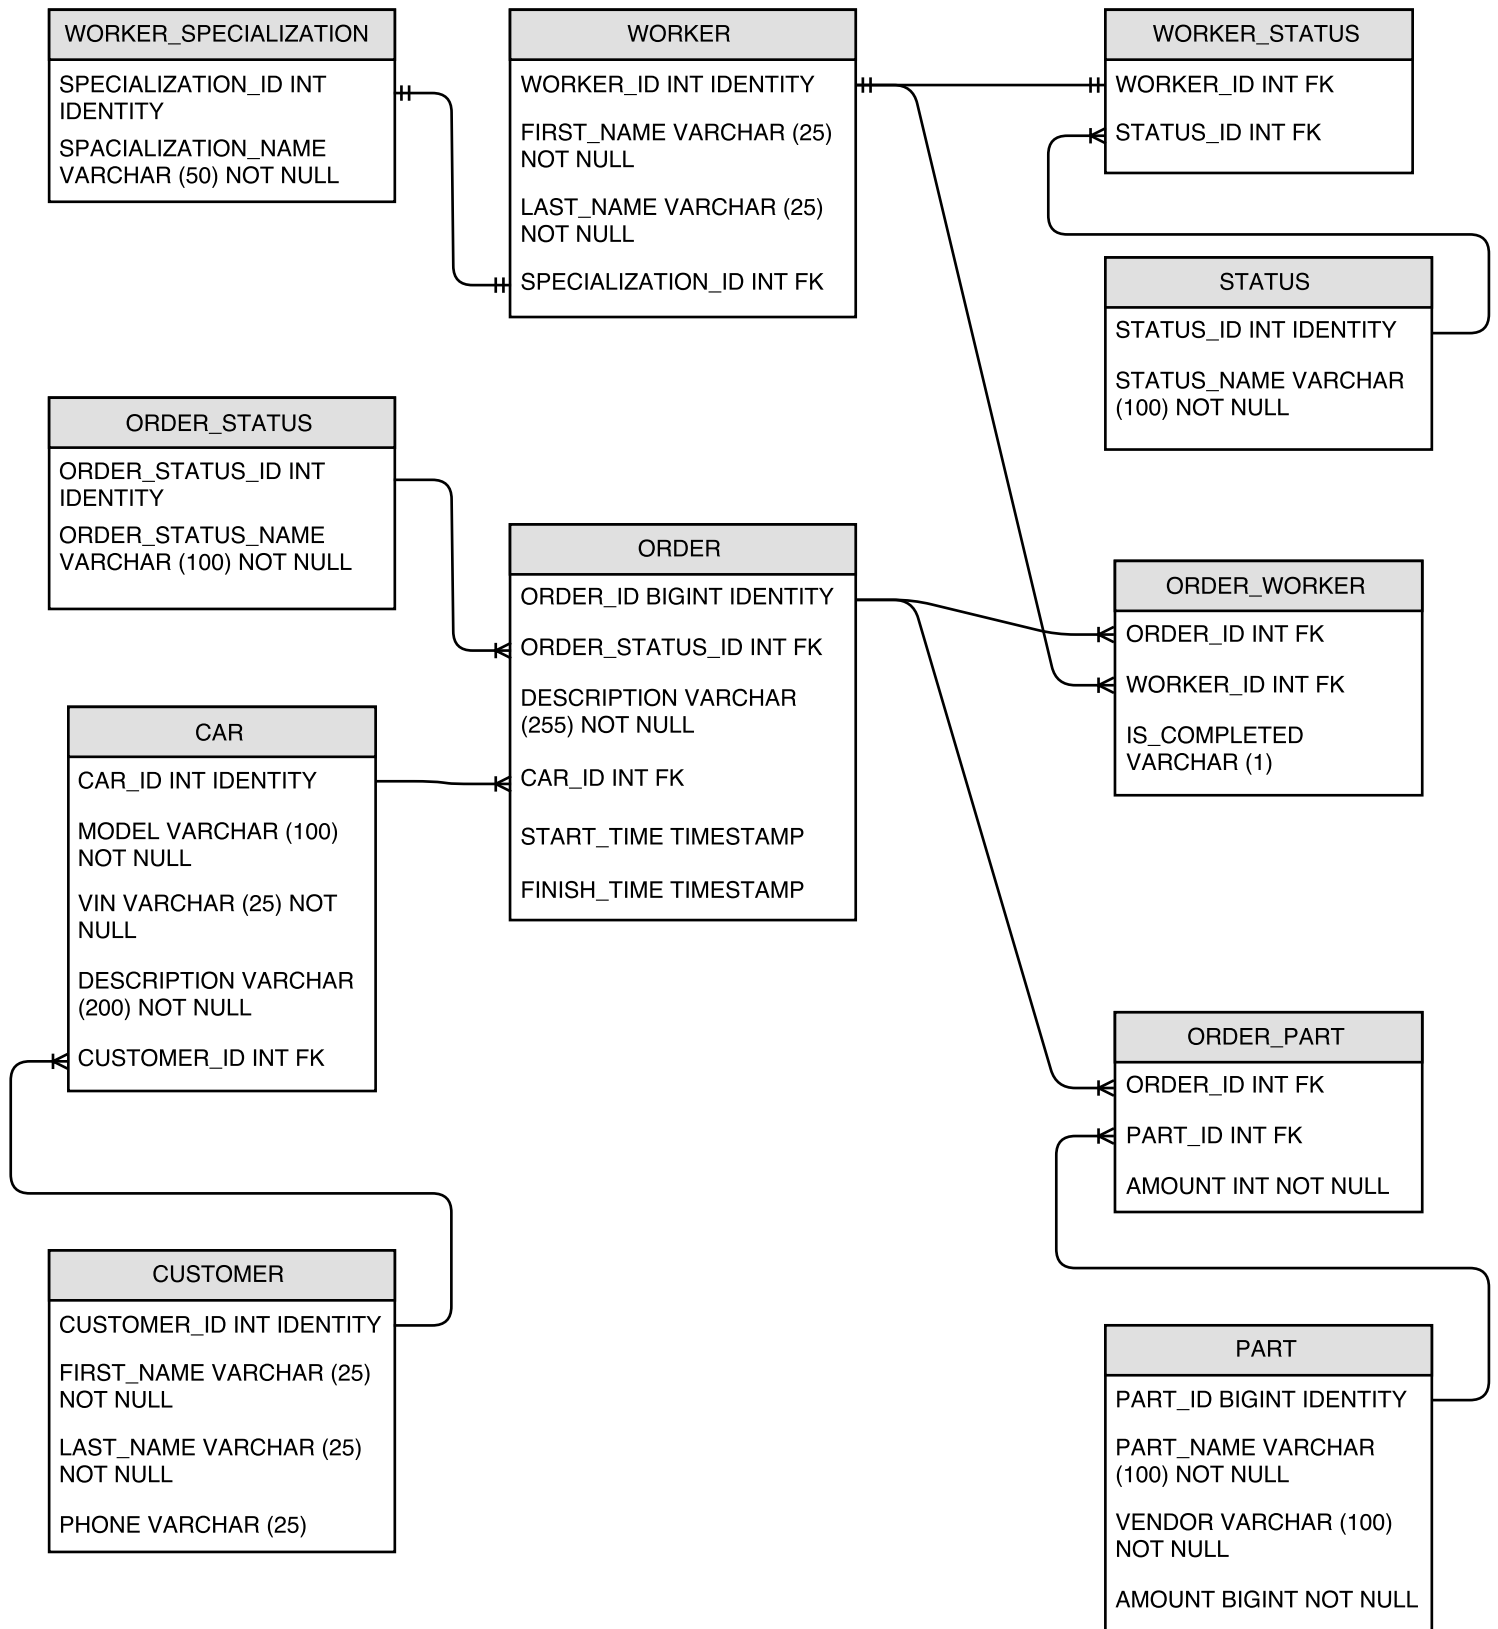 WORKER_SPECIALIZATION
SPECIALIZATION_ID INT
IDENTITY
SPACIALIZATION_NAME
VARCHAR (50) NOT NULL
WORKER
WORKER_ID INT IDENTITY
FIRST_NAME VARCHAR (25)
NOT NULL
LAST_NAME VARCHAR (25)
NOT NULL
SPECIALIZATION_ID INT FK
WORKER_STATUS
WORKER_ID INT FK
STATUS_ID INT FK
STATUS
STATUS_ID INT IDENTITY
STATUS_NAME VARCHAR
(100) NOT NULL
ORDER_STATUS
ORDER_STATUS_ID INT
IDENTITY
ORDER_STATUS_NAME
VARCHAR (100) NOT NULL
ORDER
ORDER_ID BIGINT IDENTITY
ORDER_STATUS_ID INT FK
DESCRIPTION VARCHAR
(255) NOT NULL
CAR_ID INT FK
START_TIME TIMESTAMP
FINISH_TIME TIMESTAMP
ORDER_WORKER
ORDER_ID INT FK
WORKER_ID INT FK
IS_COMPLETED
VARCHAR (1)
CAR
CAR_ID INT IDENTITY
MODEL VARCHAR (100)
NOT NULL
VIN VARCHAR (25) NOT
NULL
DESCRIPTION VARCHAR
(200) NOT NULL
CUSTOMER_ID INT FK
ORDER_PART
ORDER_ID INT FK
PART_ID INT FK
AMOUNT INT NOT NULL
CUSTOMER
CUSTOMER_ID INT IDENTITY
FIRST_NAME VARCHAR (25)
NOT NULL
LAST_NAME VARCHAR (25)
NOT NULL
PHONE VARCHAR (25)
PART
PART_ID BIGINT IDENTITY
PART_NAME VARCHAR
(100) NOT NULL
VENDOR VARCHAR (100)
NOT NULL
AMOUNT BIGINT NOT NULL